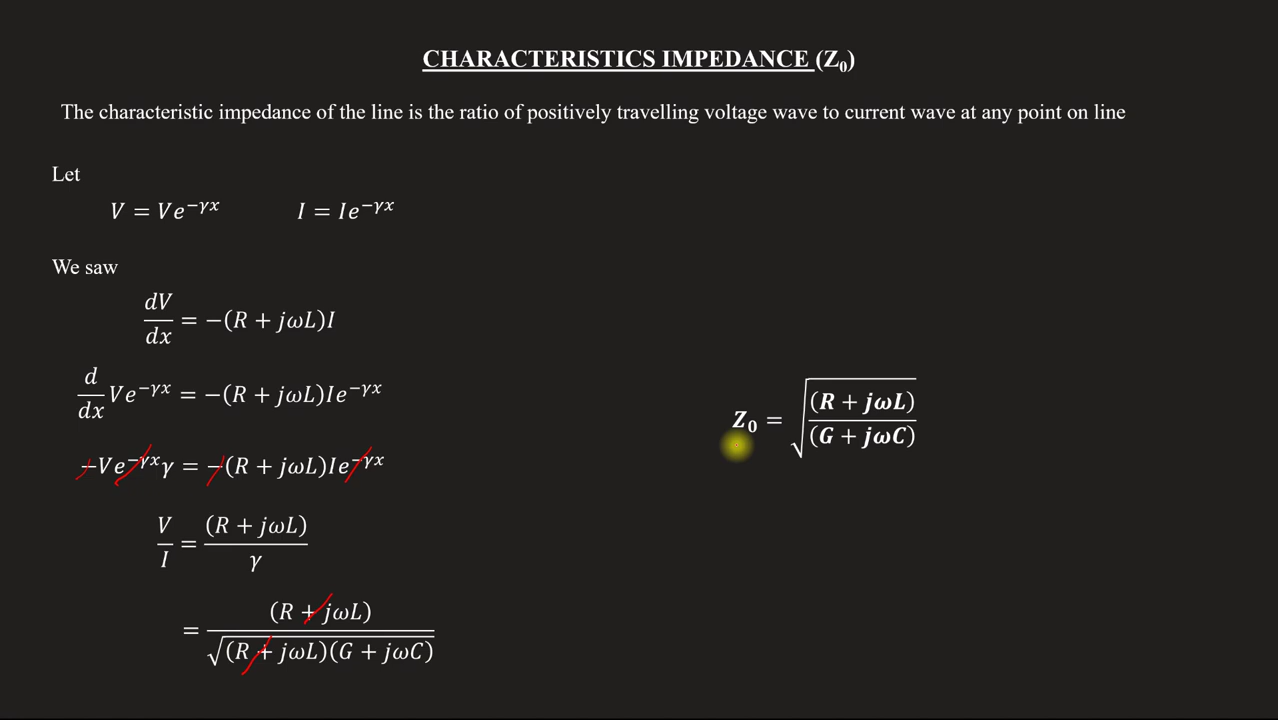 CHARACTERISTICS IMPEDANCE (Z₀)
The characteristic impedance of the line is the ratio of positively travelling voltage wave to current wave at any point on line
Let
V = Ve^{−γx}    I = Ie^{−γx}
We saw
dV/dx = −(R + jωL)I
d/dx Ve^{−γx} = −(R + jωL)Ie^{−γx}
−Ve^{−γx}γ = −(R + jωL)Ie^{−γx}
V/I = (R + jωL)/γ
= (R + jωL)/√((R + jωL)(G + jωC))
Z₀ = √((R + jωL)/(G + jωC))